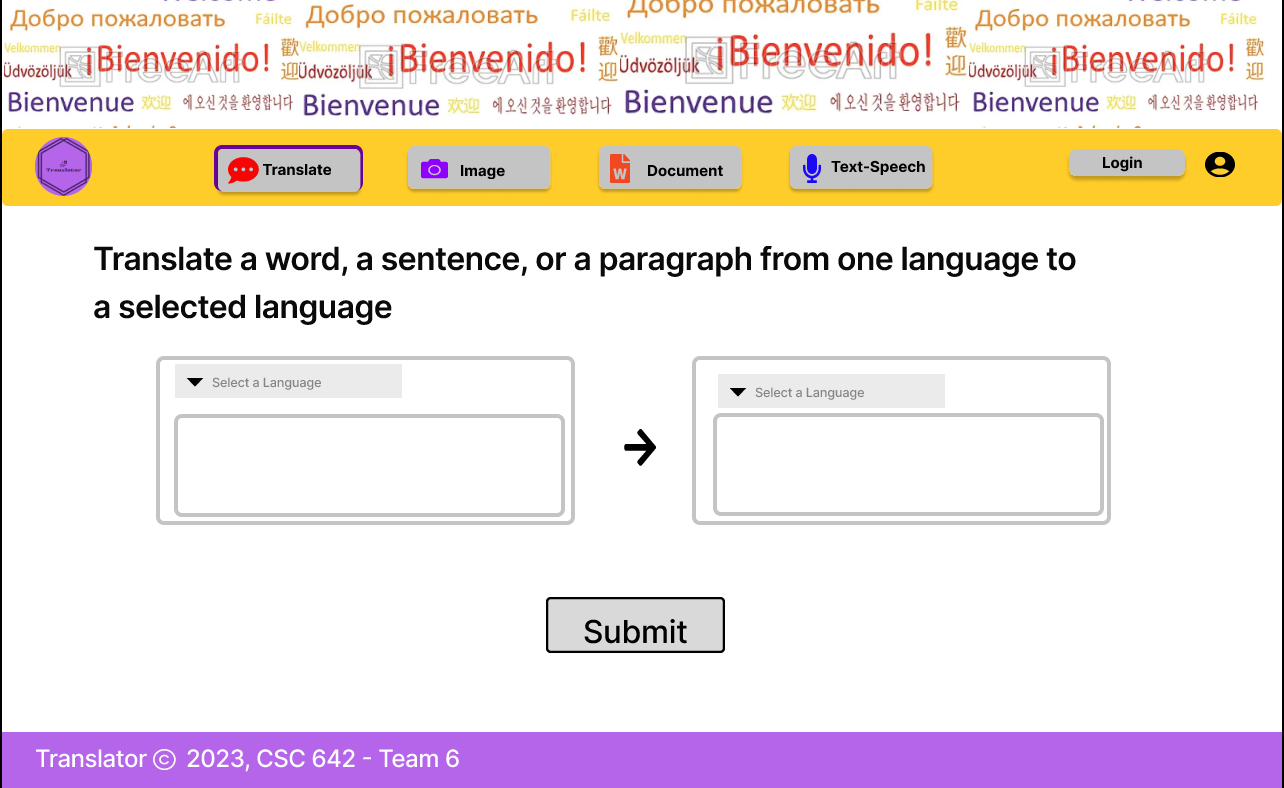 Welcome Welcome
Добро пожаловать Fáilte Добро пожаловать Fáilte Добро пожаловать Fáilte Добро пожаловать Fáilte
Velkommen ¡Bienvenido! 歡迎 Velkommen ¡Bienvenido! 歡迎 Velkommen ¡Bienvenido! 歡迎 Velkommen ¡Bienvenido! 歡迎
Üdvözöljük Üdvözöljük Üdvözöljük Üdvözöljük
Bienvenue 欢迎 에 오신 것을 환영합니다 Bienvenue 欢迎 에 오신 것을 환영합니다 Bienvenue 欢迎 에 오신 것을 환영합니다 Bienvenue 欢迎 에 오신 것을 환영합니다
Translator Translate Image W Document Text-Speech Login
Translate a word, a sentence, or a paragraph from one language to
a selected language
Select a Language Select a Language
Submit
Translator © 2023, CSC 642 - Team 6